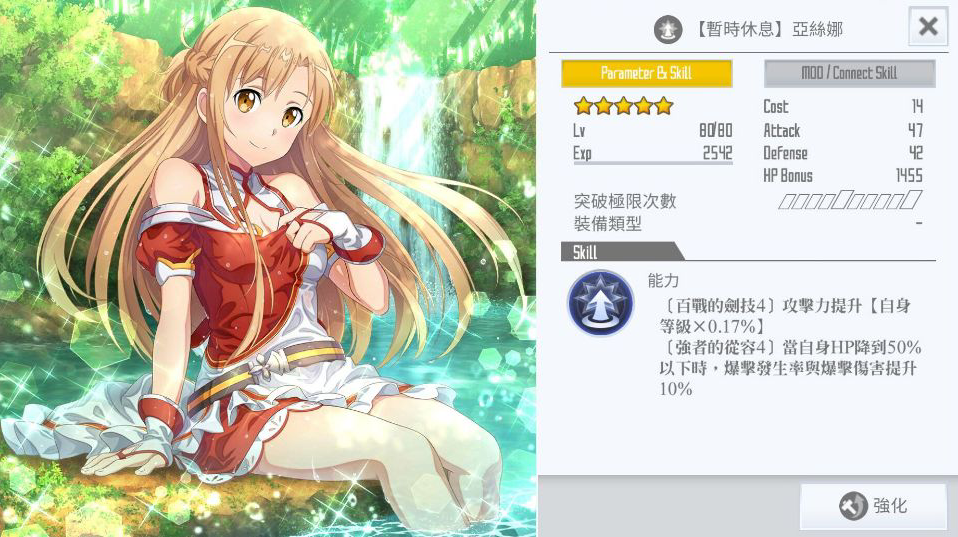 【暫時休息】亞絲娜
Parameter & Skill
MOD / Connect Skill
Lv 80/80
Exp 2542
Cost 14
Attack 47
Defense 42
HP Bonus 1455
突破極限次數
裝備類型 -
Skill
能力
〔百戰的劍技4〕攻擊力提升【自身
等級×0.17%】
〔強者的從容4〕當自身HP降到50%
以下時，爆擊發生率與爆擊傷害提升
10%
強化